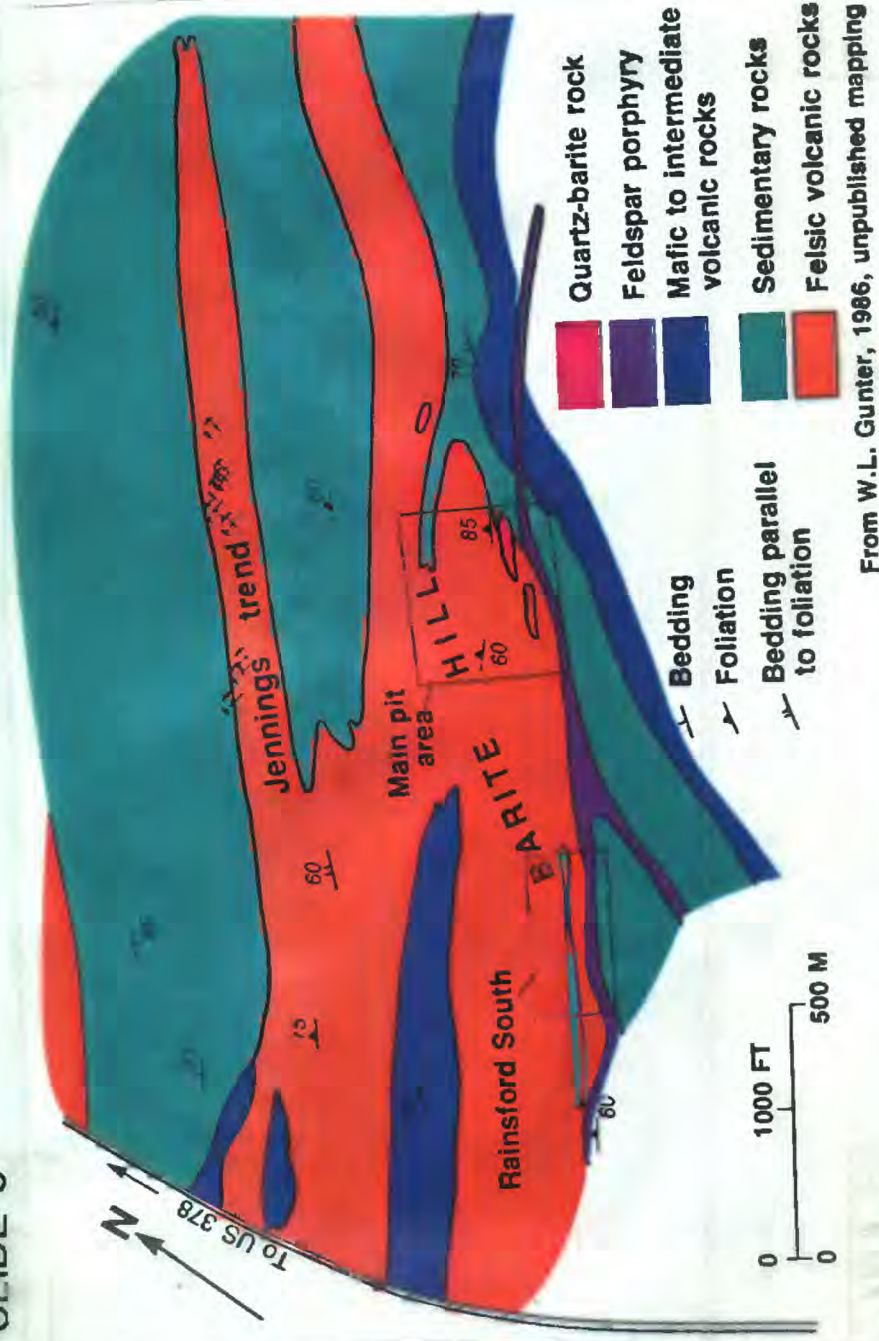 N
To US 378
Jennings trend
Main pit
area
BARITE HILL
Rainsford South
60
75
60
85
70
60
1000 FT
0
0
500 M
Bedding
Foliation
Bedding parallel
to foliation
Quartz-barite rock
Feldspar porphyry
Mafic to intermediate
volcanic rocks
Sedimentary rocks
Felsic volcanic rocks
From W.L. Gunter, 1986, unpublished mapping